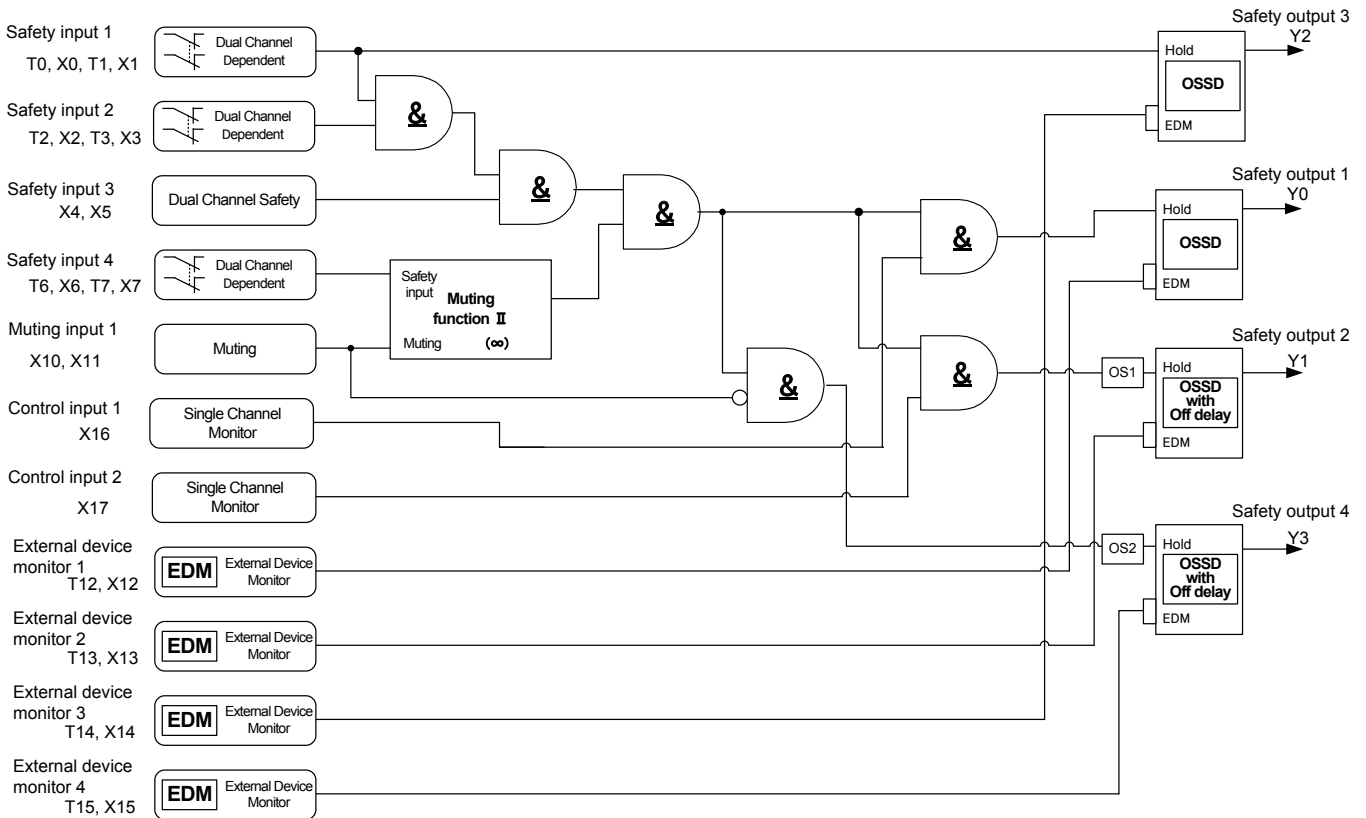 Safety input 1
T0, X0, T1, X1
Dual Channel
Dependent
Safety input 2
T2, X2, T3, X3
Dual Channel
Dependent
Safety input 3
X4, X5
Dual Channel Safety
Safety input 4
T6, X6, T7, X7
Dual Channel
Dependent
Muting input 1
X10, X11
Muting
Control input 1
X16
Single Channel
Monitor
Control input 2
X17
Single Channel
Monitor
External device
monitor 1
T12, X12
EDM
External Device
Monitor
External device
monitor 2
T13, X13
EDM
External Device
Monitor
External device
monitor 3
T14, X14
EDM
External Device
Monitor
External device
monitor 4
T15, X15
EDM
External Device
Monitor
&
&
&
Safety
input
Muting
function Ⅱ
Muting (∞)
&
&
&
OS1
OS2
Safety output 3
Y2
Hold
OSSD
EDM
Safety output 1
Y0
Hold
OSSD
EDM
Safety output 2
Y1
Hold
OSSD
with
Off delay
EDM
Safety output 4
Y3
Hold
OSSD
with
Off delay
EDM